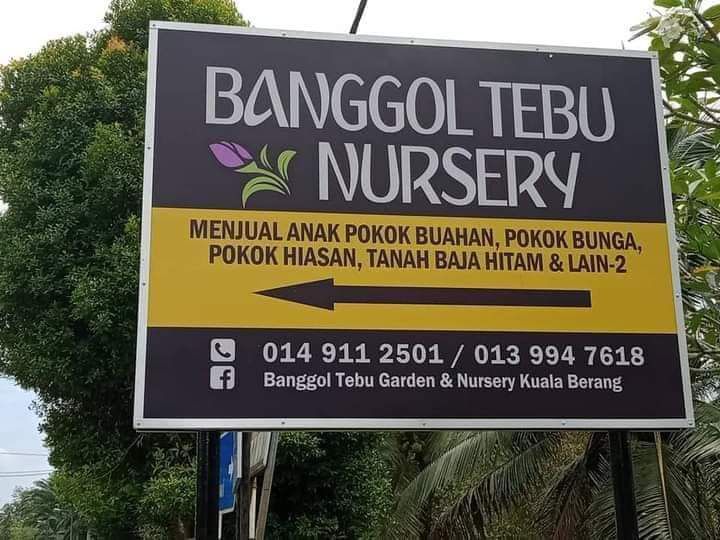 BANGGOL TEBU
NURSERY
MENJUAL ANAK POKOK BUAHAN, POKOK BUNGA,
POKOK HIASAN, TANAH BAJA HITAM & LAIN-2
014 911 2501 / 013 994 7618
Banggol Tebu Garden & Nursery Kuala Berang